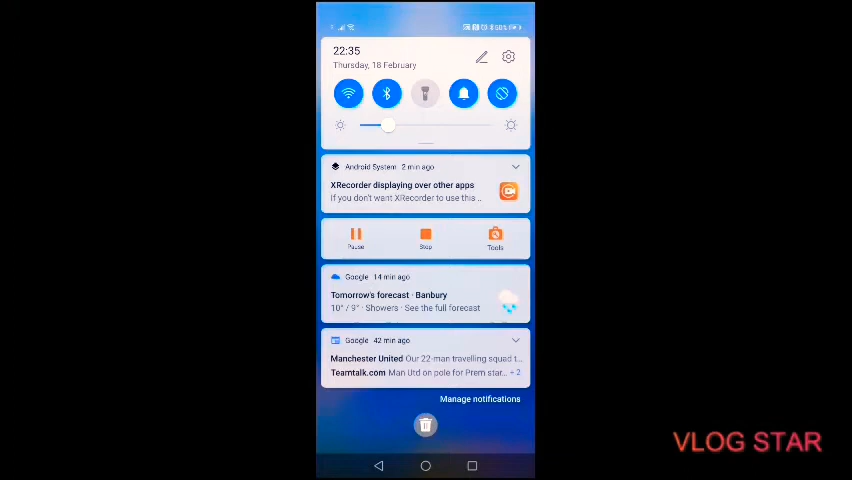 58%
22:35
Thursday, 18 February
Android System 2 min ago
XRecorder displaying over other apps
If you don't want XRecorder to use this ..
Pause Stop Tools
Google 14 min ago
Tomorrow's forecast · Banbury
10° / 9° · Showers · See the full forecast
Google 42 min ago
Manchester United Our 22-man travelling squad t...
Teamtalk.com Man Utd on pole for Prem star... + 2
Manage notifications
VLOG STAR